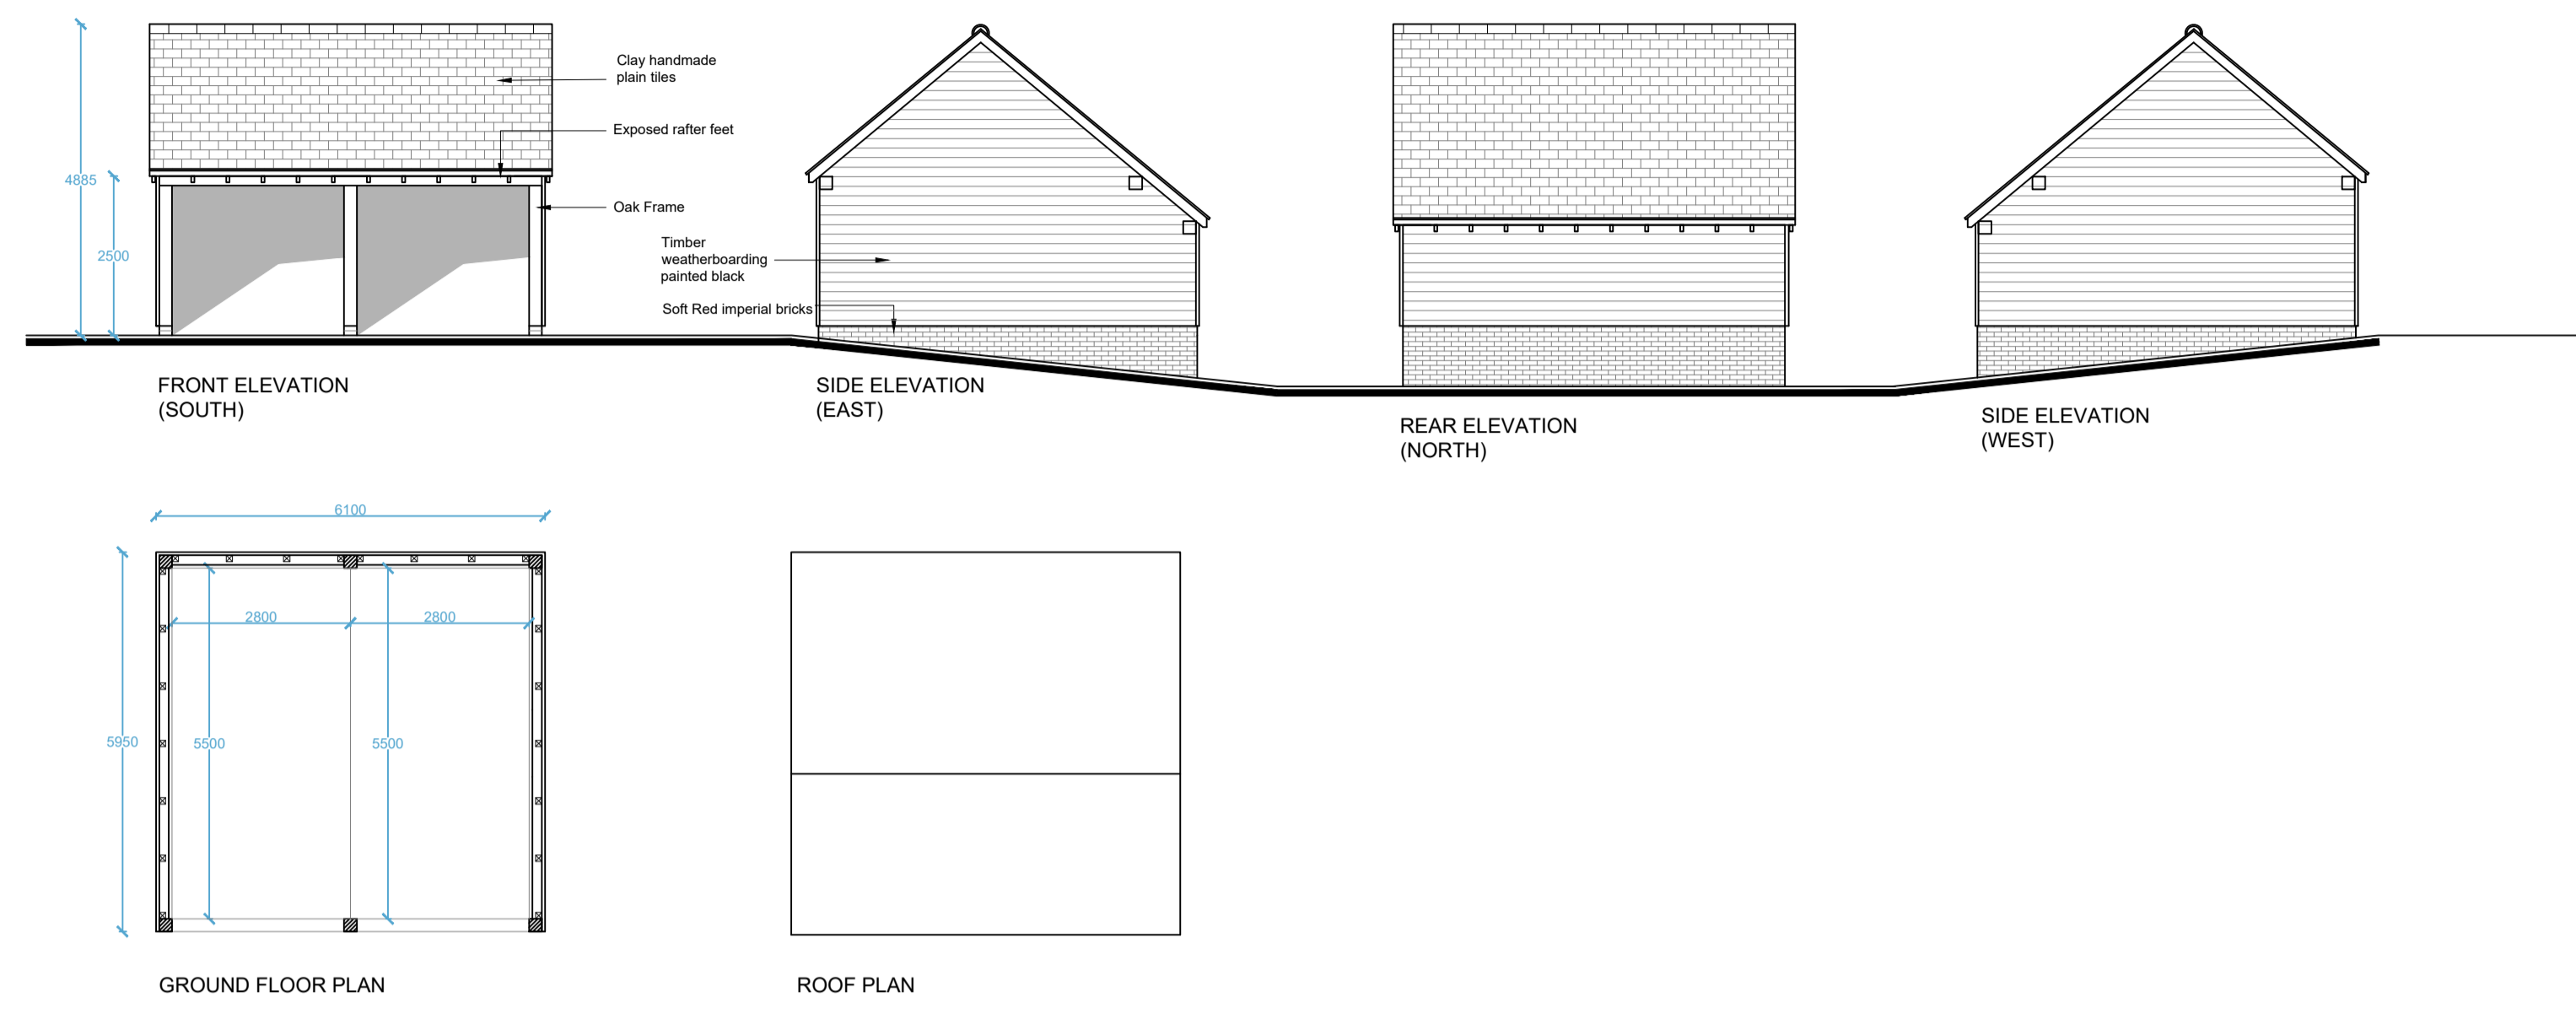 Clay handmade
plain tiles
Exposed rafter feet
4885
Oak Frame
2500
Timber
weatherboarding
painted black
Soft Red imperial bricks
FRONT ELEVATION
(SOUTH)
SIDE ELEVATION
(EAST)
REAR ELEVATION
(NORTH)
SIDE ELEVATION
(WEST)
6100
2800
2800
5950
5500
5500
GROUND FLOOR PLAN
ROOF PLAN